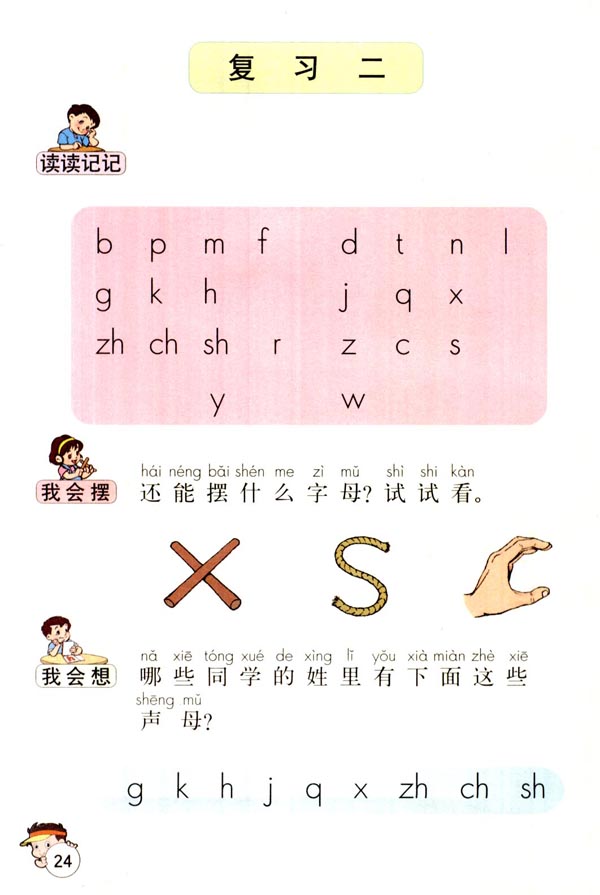 复 习 二
读读记记
b p m f d t n l
g k h j q x
zh ch sh r z c s
y w
hái néng bǎi shén me zì mǔ shì shi kàn
我会摆 还能摆什么字母?试试看。
nǎ xiē tóng xué de xìng lǐ yǒu xià miàn zhè xiē
我会想 哪些同学的姓里有下面这些
shēng mǔ
声母?
g k h j q x zh ch sh
24